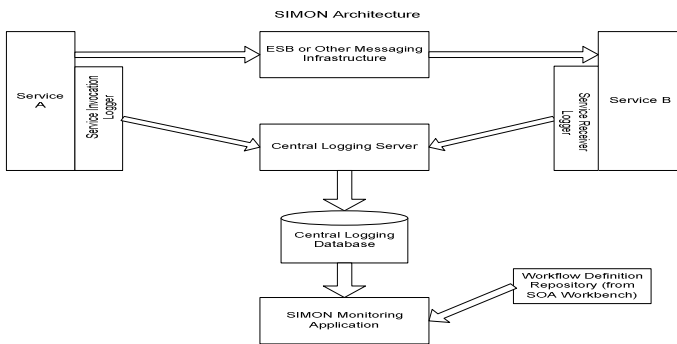 SIMON Architecture
ESB or Other Messaging
Infrastructure
Service
A
Service Invocation
Logger
Service Receiver
Logger
Service B
Central Logging Server
Central Logging
Database
Workflow Definition
Repository (from
SOA Workbench)
SIMON Monitoring
Application